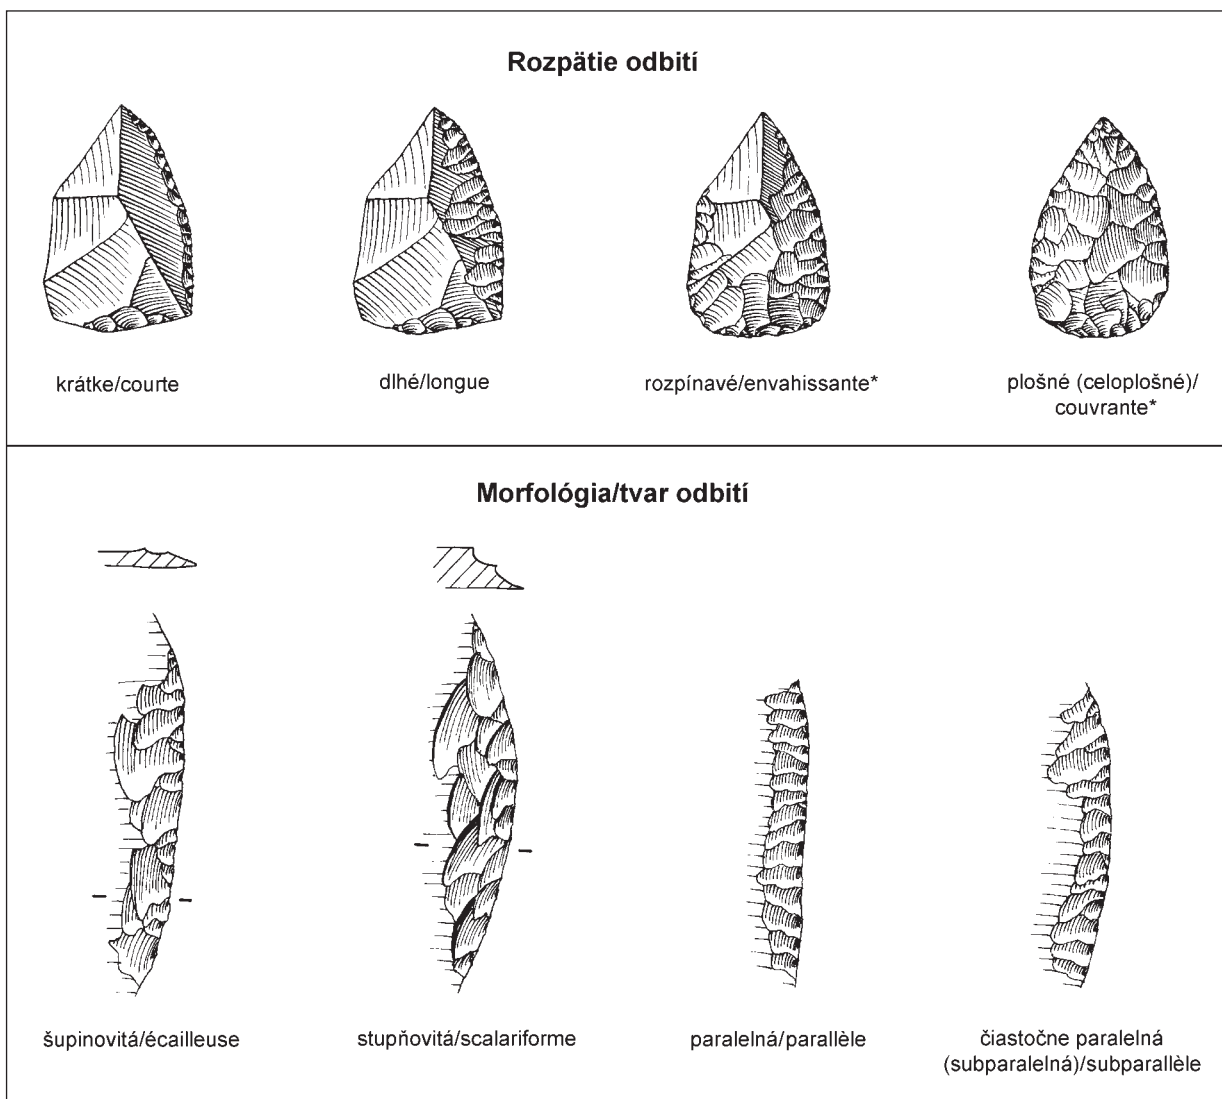 Rozpätie odbití
krátke/courte
dlhé/longue
rozpínavé/envahissante*
plošné (celoplošné)/
couvrante*
Morfológia/tvar odbití
šupinovitá/écailleuse
stupňovitá/scalariforme
paralelná/parallèle
čiastočne paralelná
(subparalelná)/subparallèle